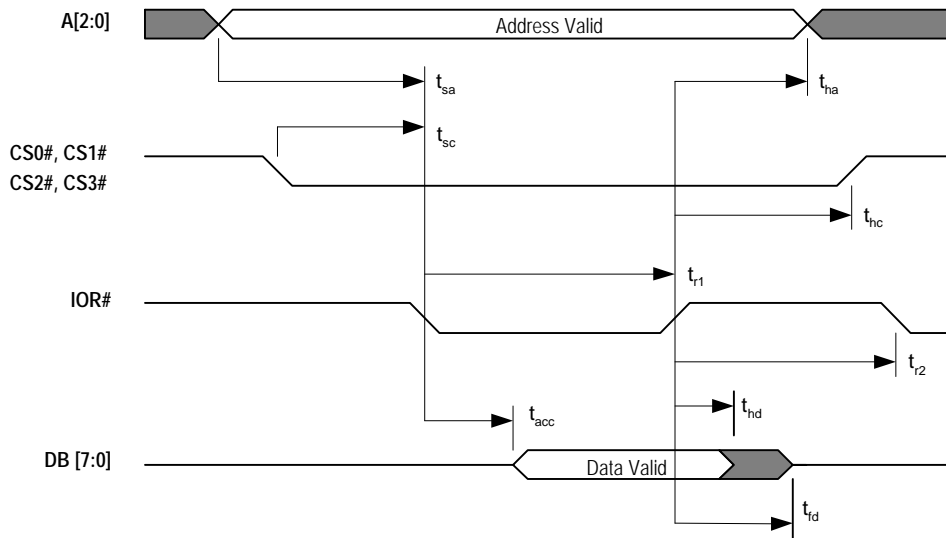 A[2:0]
Address Valid
tsa
tha
tsc
CS0#, CS1#
CS2#, CS3#
thc
tr1
IOR#
tr2
thd
tacc
DB [7:0]
Data Valid
tfd